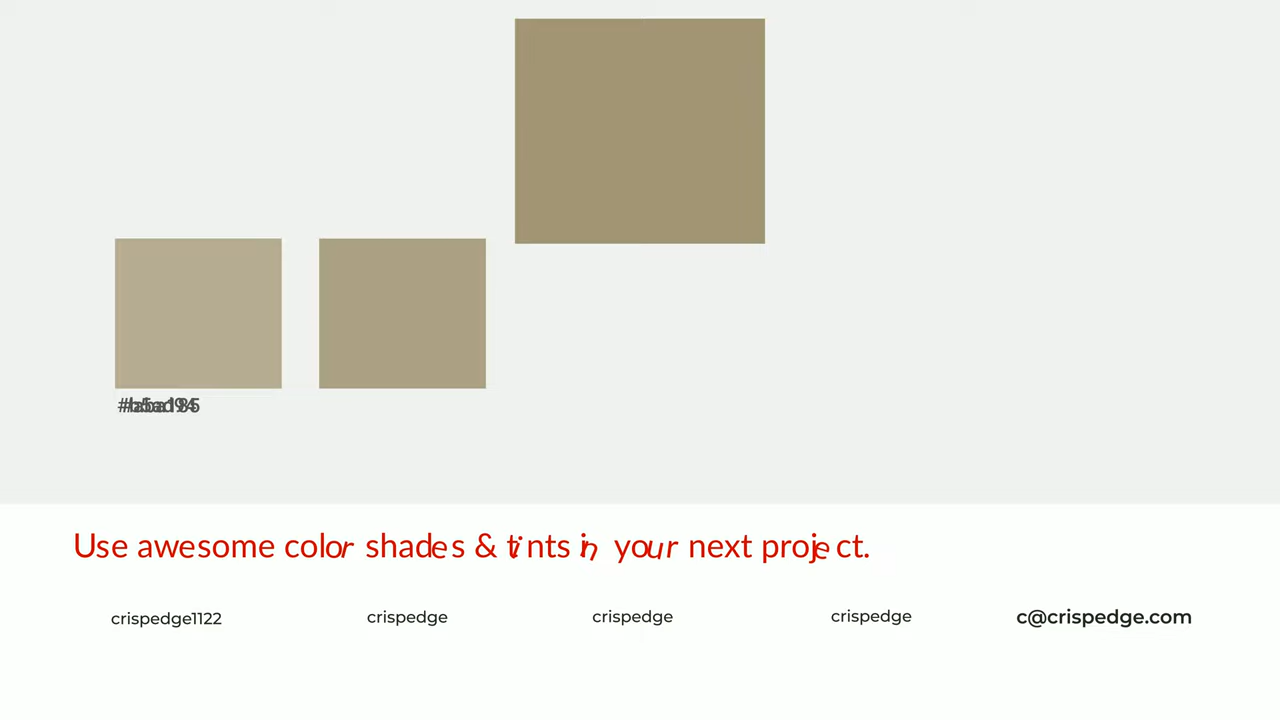 Use awesome color shades & tints in your next project.
crispedge1122 crispedge crispedge crispedge c@crispedge.com